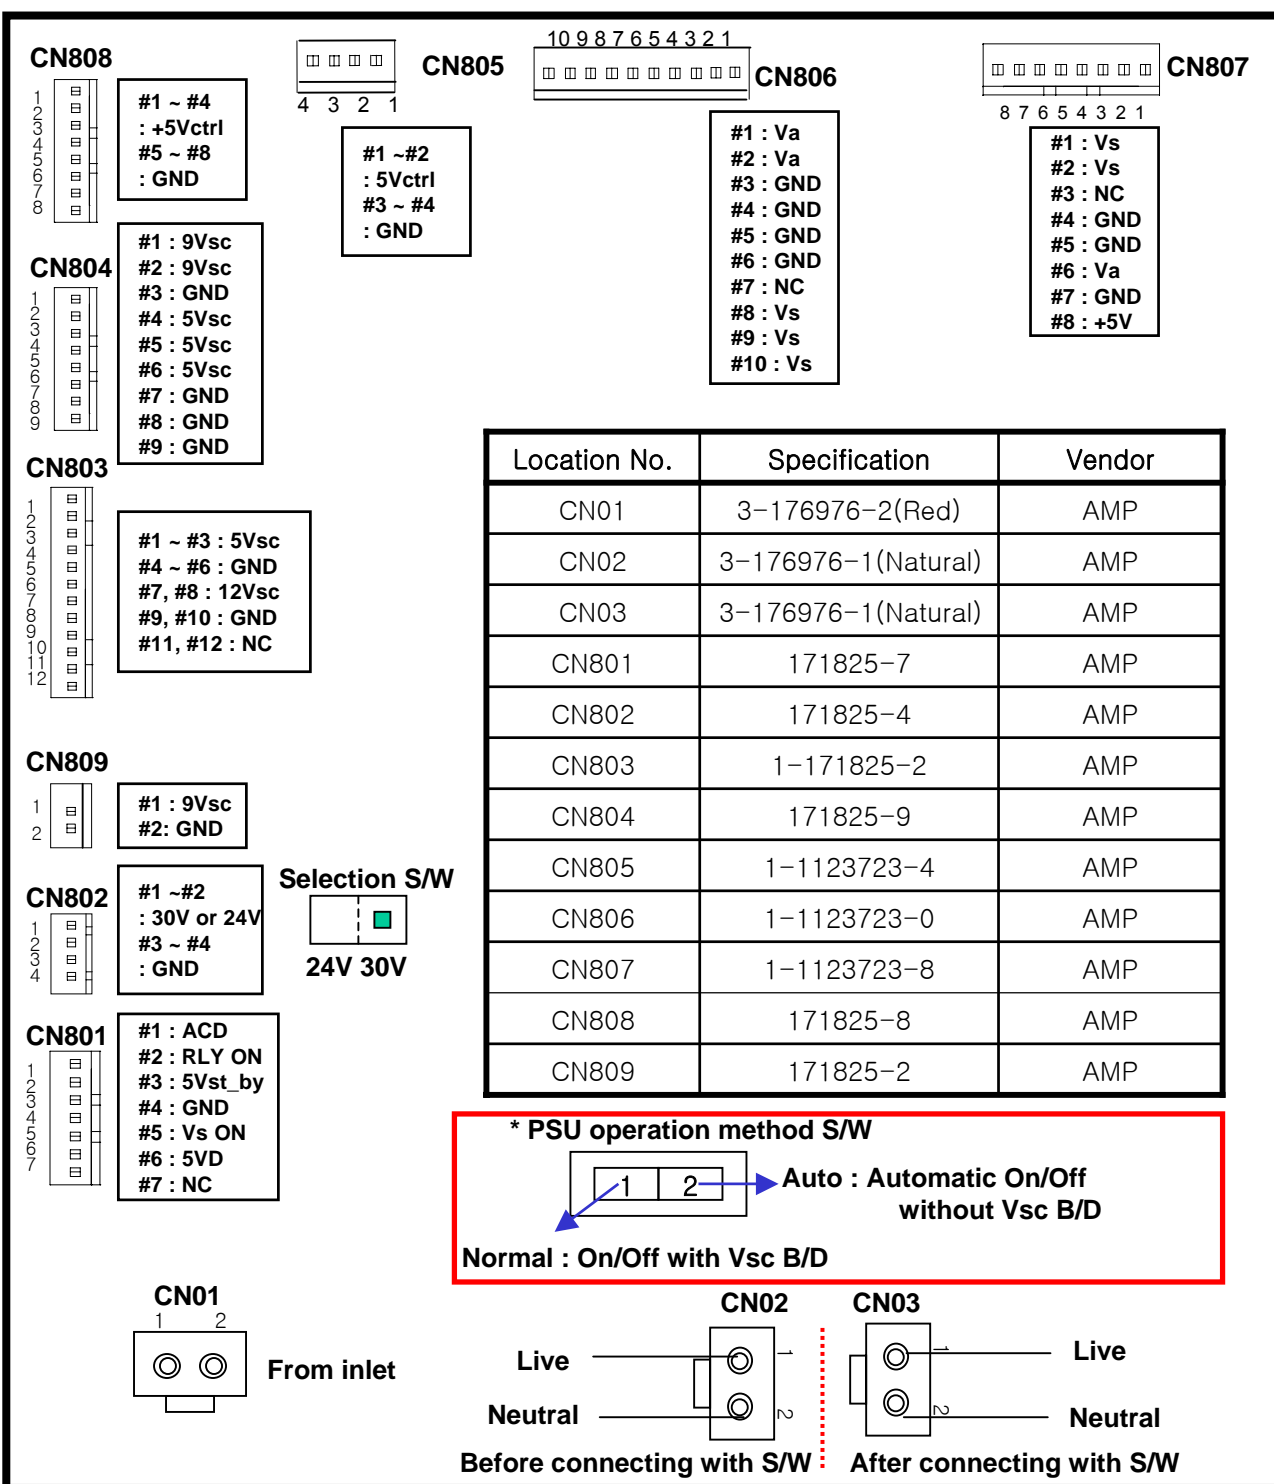 CN808
1
2
3
4
5
6
7
8
#1 ~ #4
: +5Vctrl
#5 ~ #8
: GND
CN805
4 3 2 1
#1 ~#2
: 5Vctrl
#3 ~ #4
: GND
10 9 8 7 6 5 4 3 2 1
CN806
#1 : Va
#2 : Va
#3 : GND
#4 : GND
#5 : GND
#6 : GND
#7 : NC
#8 : Vs
#9 : Vs
#10 : Vs
CN807
8 7 6 5 4 3 2 1
#1 : Vs
#2 : Vs
#3 : NC
#4 : GND
#5 : GND
#6 : Va
#7 : GND
#8 : +5V
CN804
1
2
3
4
5
6
7
8
9
#1 : 9Vsc
#2 : 9Vsc
#3 : GND
#4 : 5Vsc
#5 : 5Vsc
#6 : 5Vsc
#7 : GND
#8 : GND
#9 : GND
CN803
1
2
3
4
5
6
7
8
9
10
11
12
#1 ~ #3 : 5Vsc
#4 ~ #6 : GND
#7, #8 : 12Vsc
#9, #10 : GND
#11, #12 : NC
CN809
1
2
#1 : 9Vsc
#2: GND
CN802
1
2
3
4
#1 ~#2
: 30V or 24V
#3 ~ #4
: GND
Selection S/W
24V 30V
CN801
1
2
3
4
5
6
7
#1 : ACD
#2 : RLY ON
#3 : 5Vst_by
#4 : GND
#5 : Vs ON
#6 : 5VD
#7 : NC
Location No. Specification Vendor
CN01 3-176976-2(Red) AMP
CN02 3-176976-1(Natural) AMP
CN03 3-176976-1(Natural) AMP
CN801 171825-7 AMP
CN802 171825-4 AMP
CN803 1-171825-2 AMP
CN804 171825-9 AMP
CN805 1-1123723-4 AMP
CN806 1-1123723-0 AMP
CN807 1-1123723-8 AMP
CN808 171825-8 AMP
CN809 171825-2 AMP
* PSU operation method S/W
1 2
Auto : Automatic On/Off
without Vsc B/D
Normal : On/Off with Vsc B/D
CN01
1 2
From inlet
CN02
Live
1
Neutral
2
Before connecting with S/W
CN03
1
Live
2
Neutral
After connecting with S/W